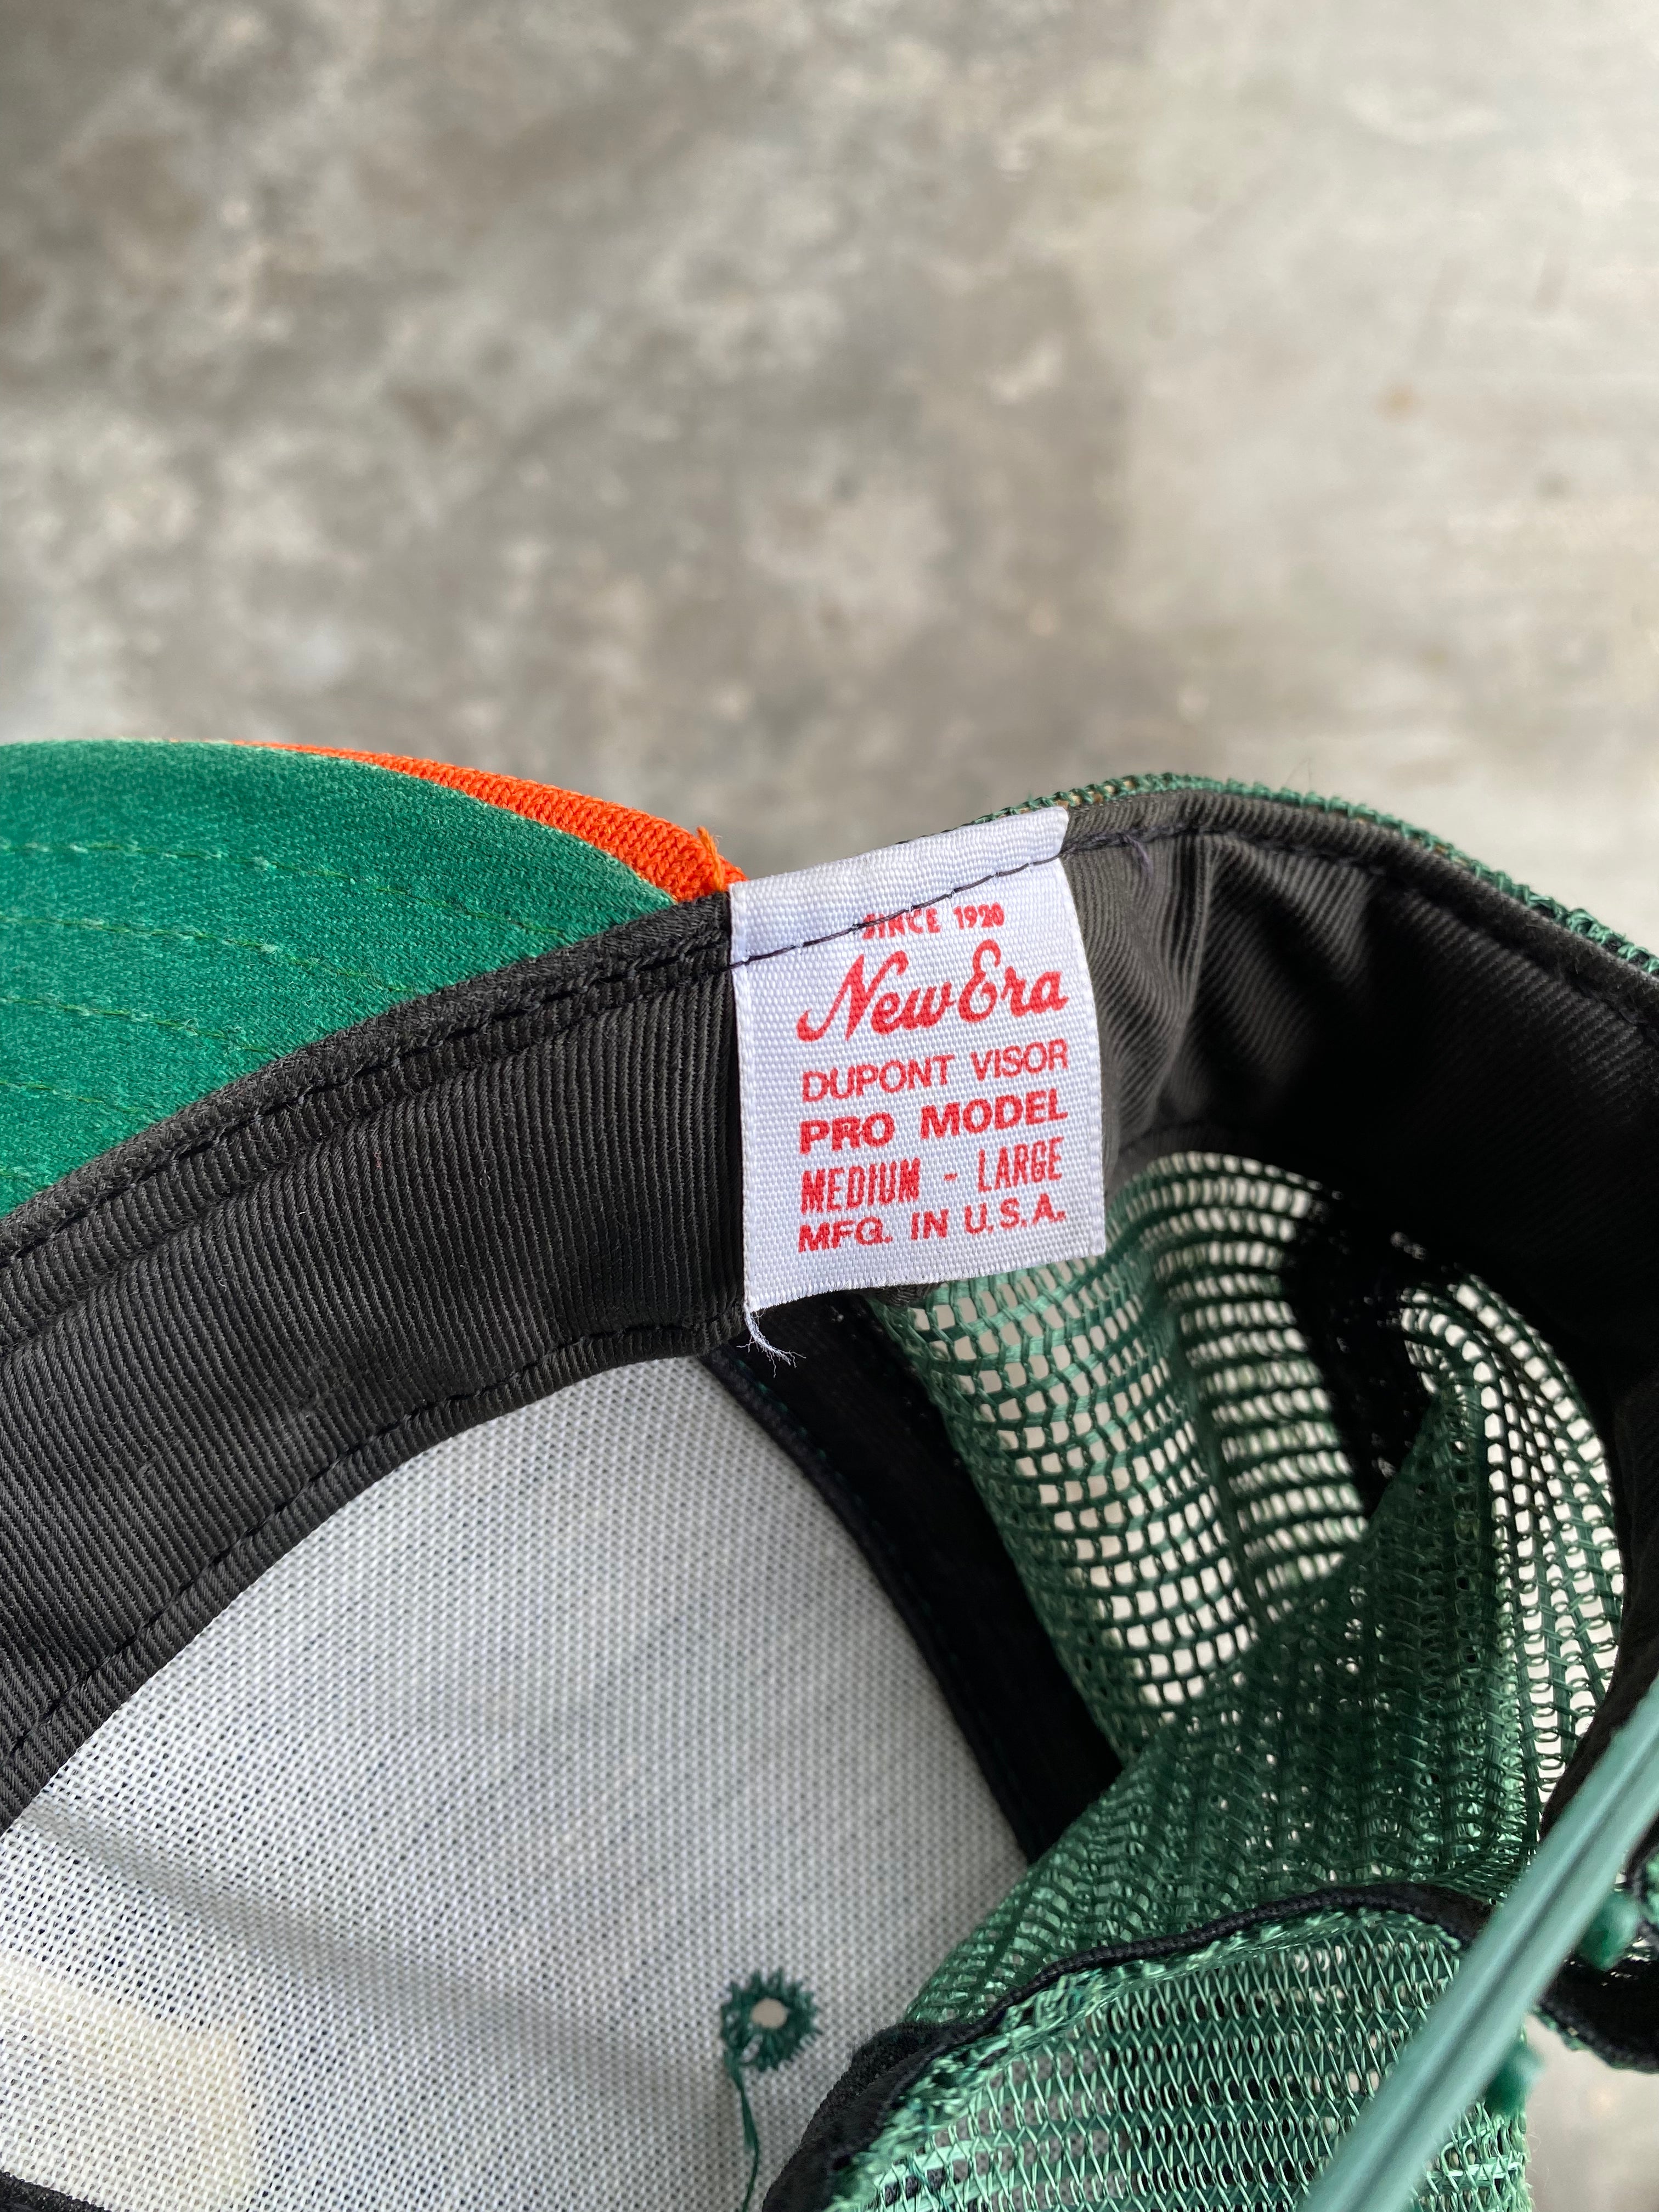 SINCE 1920
New Era
DUPONT VISOR
PRO MODEL
MEDIUM - LARGE
MFG. IN U.S.A.